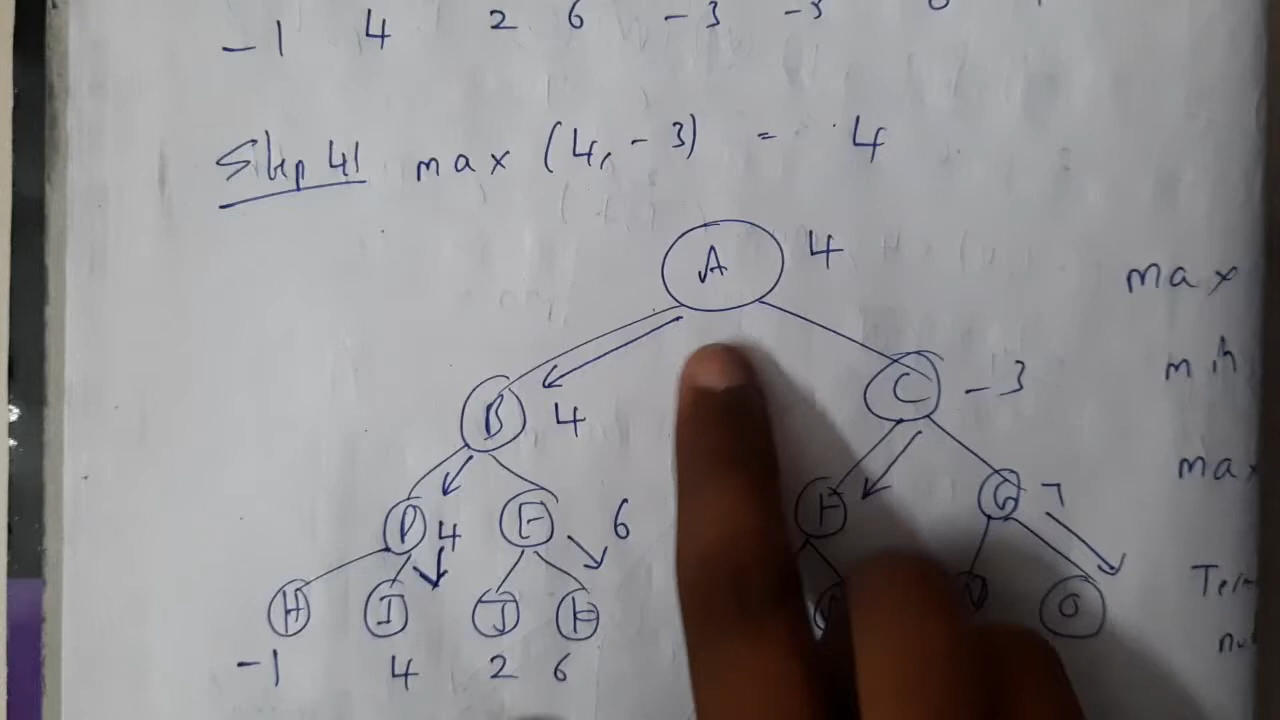 -1 4 2 6 -3 -3
Step 4| max (4, -3) = 4
A 4
max
min
B 4 C -3
max
D 4 E 6 F G 7
H I J K O
-1 4 2 6